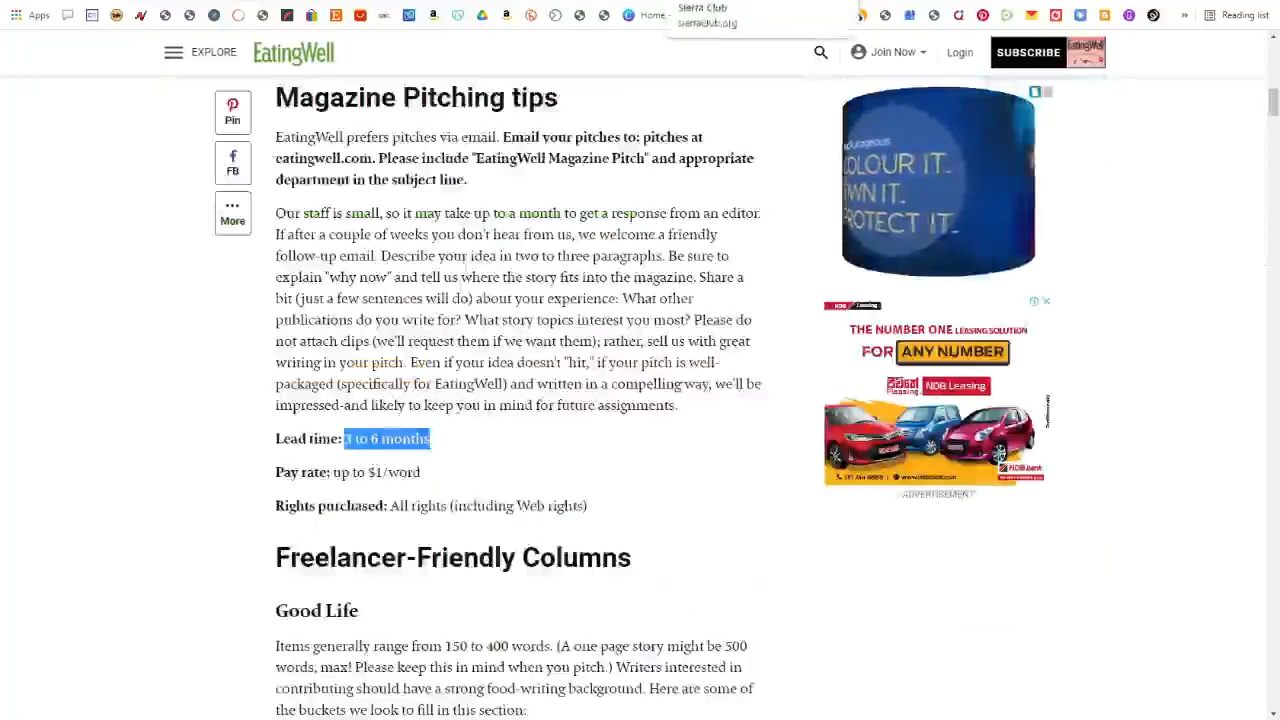 Apps
Home
Sierra Club
sierraclub.org
Reading list
EXPLORE
EatingWell
Join Now
Login
SUBSCRIBE
EatingWell
Magazine Pitching tips
Pin
FB
More
EatingWell prefers pitches via email. Email your pitches to: pitches at
eatingwell.com. Please include "EatingWell Magazine Pitch" and appropriate
department in the subject line.
Our staff is small, so it may take up to a month to get a response from an editor.
If after a couple of weeks you don't hear from us, we welcome a friendly
follow-up email. Describe your idea in two to three paragraphs. Be sure to
explain "why now" and tell us where the story fits into the magazine. Share a
bit (just a few sentences will do) about your experience: What other
publications do you write for? What story topics interest you most? Please do
not attach clips (we'll request them if we want them); rather, sell us with great
writing in your pitch. Even if your idea doesn't "hit," if your pitch is well-
packaged (specifically for EatingWell) and written in a compelling way, we'll be
impressed-and likely to keep you in mind for future assignments.
Lead time: 3 to 6 months
Pay rate: up to $1/word
Rights purchased: All rights (including Web rights)
Freelancer-Friendly Columns
Good Life
Items generally range from 150 to 400 words. (A one page story might be 500
words, max! Please keep this in mind when you pitch.) Writers interested in
contributing should have a strong food-writing background. Here are some of
the buckets we look to fill in this section:
COLOUR IT...
OWN IT...
PROTECT IT...
NDB Leasing
THE NUMBER ONE LEASING SOLUTION
FOR ANY NUMBER
NDB Leasing
NDB bank
ADVERTISEMENT